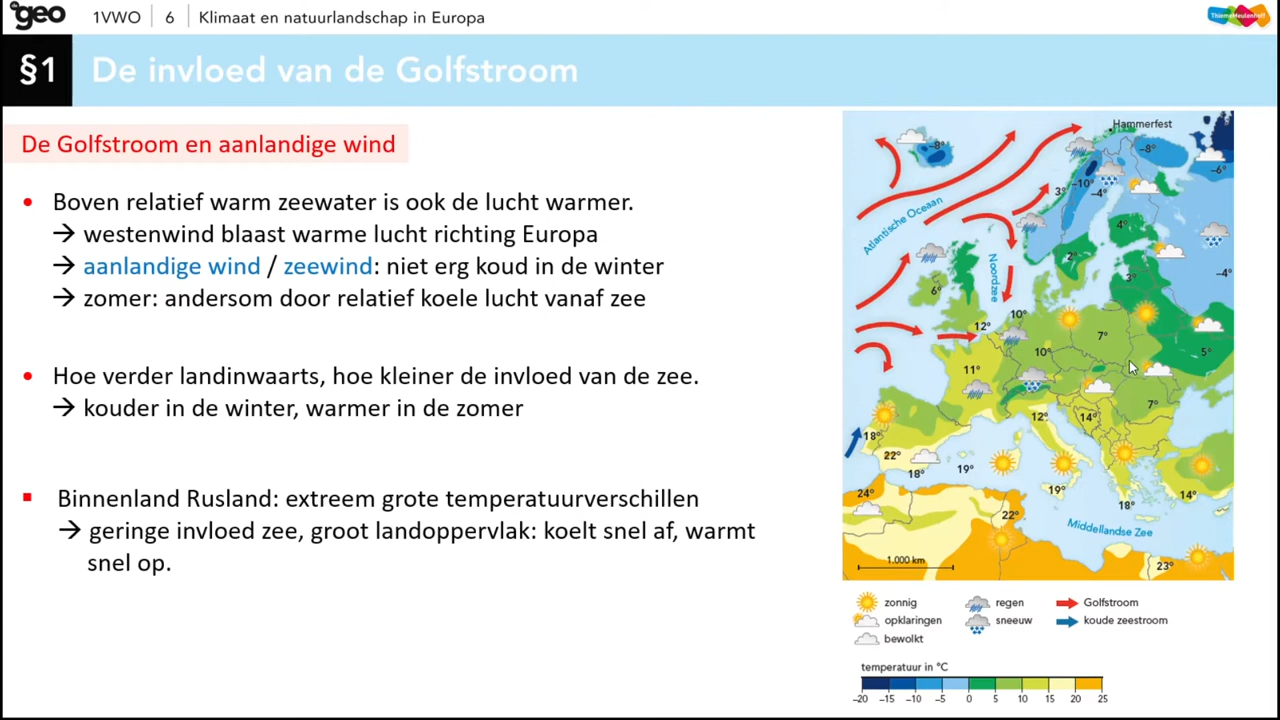 geo 1VWO 6 Klimaat en natuurlandschap in Europa ThiemeMeulenhoff
§1 De invloed van de Golfstroom
De Golfstroom en aanlandige wind
• Boven relatief warm zeewater is ook de lucht warmer.
→ westenwind blaast warme lucht richting Europa
→ aanlandige wind / zeewind: niet erg koud in de winter
→ zomer: andersom door relatief koele lucht vanaf zee
• Hoe verder landinwaarts, hoe kleiner de invloed van de zee.
→ kouder in de winter, warmer in de zomer
▪ Binnenland Rusland: extreem grote temperatuurverschillen
→ geringe invloed zee, groot landoppervlak: koelt snel af, warmt
snel op.
Hammerfest
-8°
-8°
-6°
3°
-10°
-4°
Atlantische Oceaan
4°
2°
Noordzee
3°
-4°
6°
10°
12°
7°
10°
5°
11°
7°
12°
14°
18°
22°
18°
19°
19°
18°
14°
24°
22°
Middellandse Zee
23°
1.000 km
zonnig
opklaringen
bewolkt
regen
sneeuw
Golfstroom
koude zeestroom
temperatuur in °C
-20 -15 -10 -5 0 5 10 15 20 25